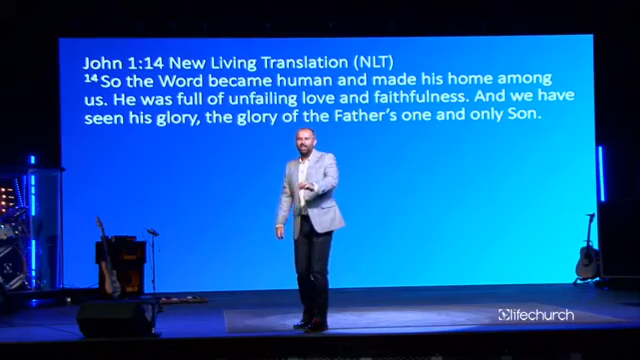 John 1:14 New Living Translation (NLT)
14 So the Word became human and made his home among
us. He was full of unfailing love and faithfulness. And we have
seen his glory, the glory of the Father's one and only Son.
lifechurch